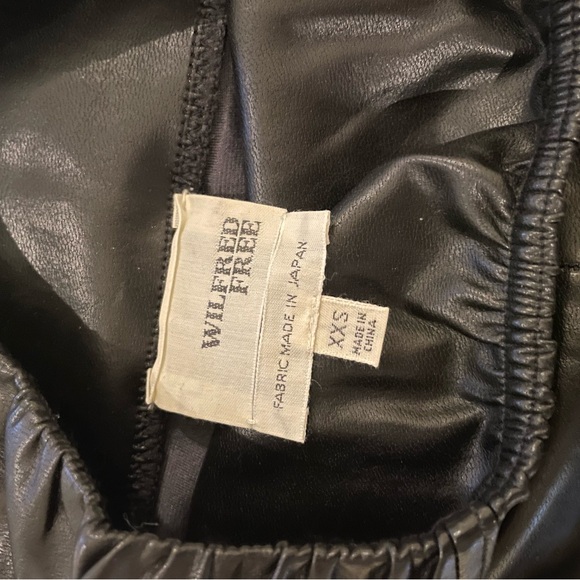 WILFRED
FREE
FABRIC MADE IN JAPAN
XXS
MADE IN
CHINA